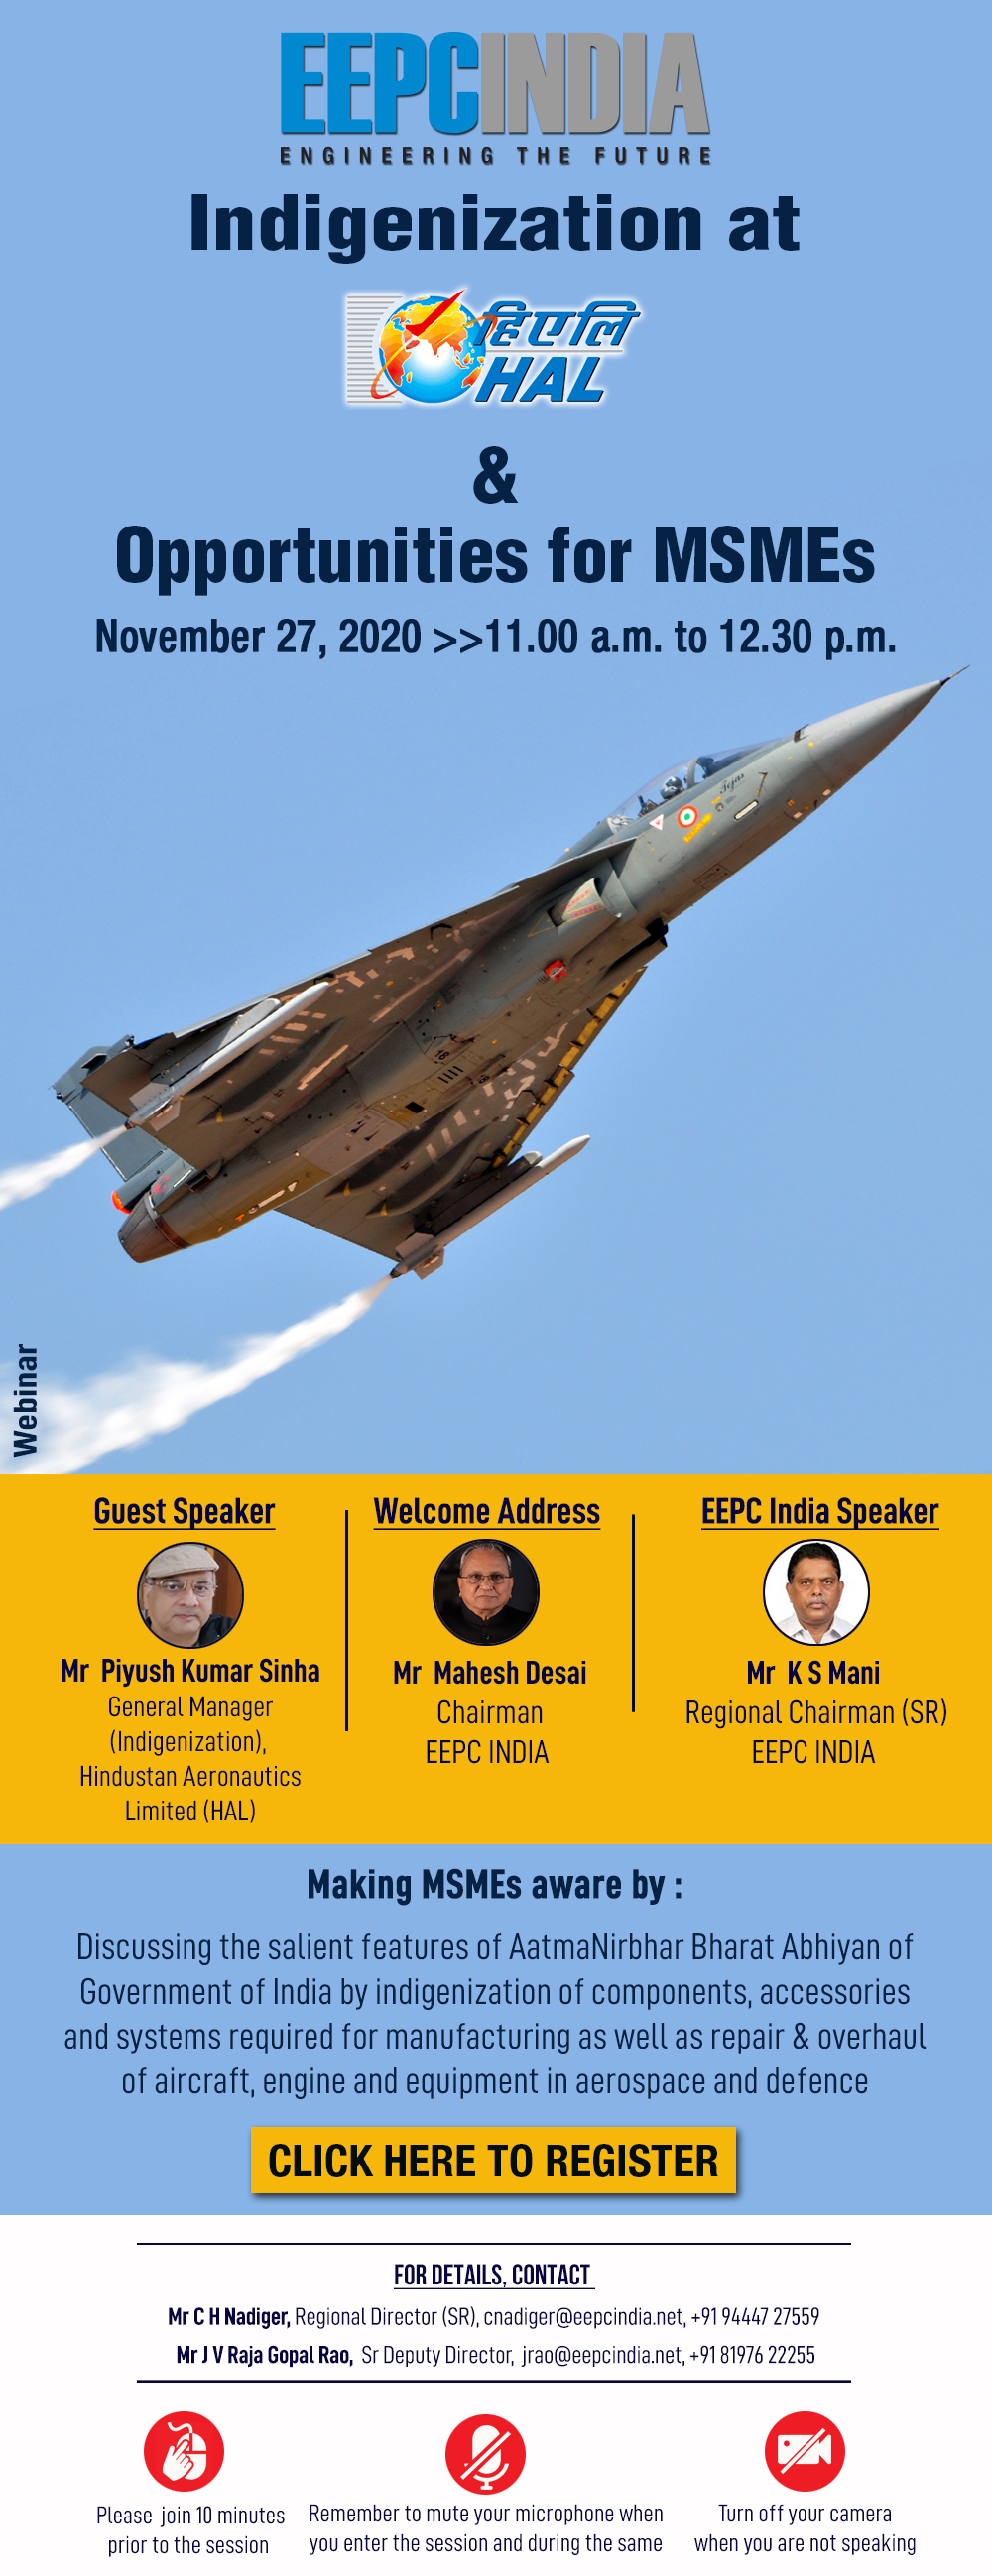 EEPCINDIA
ENGINEERING THE FUTURE
Indigenization at
हिएलि
HAL
&
Opportunities for MSMEs
November 27, 2020 >>11.00 a.m. to 12.30 p.m.
Tejas
18
Webinar
Guest Speaker
Mr Piyush Kumar Sinha
General Manager
(Indigenization),
Hindustan Aeronautics
Limited (HAL)
Welcome Address
Mr Mahesh Desai
Chairman
EEPC INDIA
EEPC India Speaker
Mr K S Mani
Regional Chairman (SR)
EEPC INDIA
Making MSMEs aware by :
Discussing the salient features of AatmaNirbhar Bharat Abhiyan of
Government of India by indigenization of components, accessories
and systems required for manufacturing as well as repair & overhaul
of aircraft, engine and equipment in aerospace and defence
CLICK HERE TO REGISTER
FOR DETAILS, CONTACT
Mr C H Nadiger, Regional Director (SR), cnadiger@eepcindia.net, +91 94447 27559
Mr J V Raja Gopal Rao, Sr Deputy Director, jrao@eepcindia.net, +91 81976 22255
Please join 10 minutes
prior to the session
Remember to mute your microphone when
you enter the session and during the same
Turn off your camera
when you are not speaking